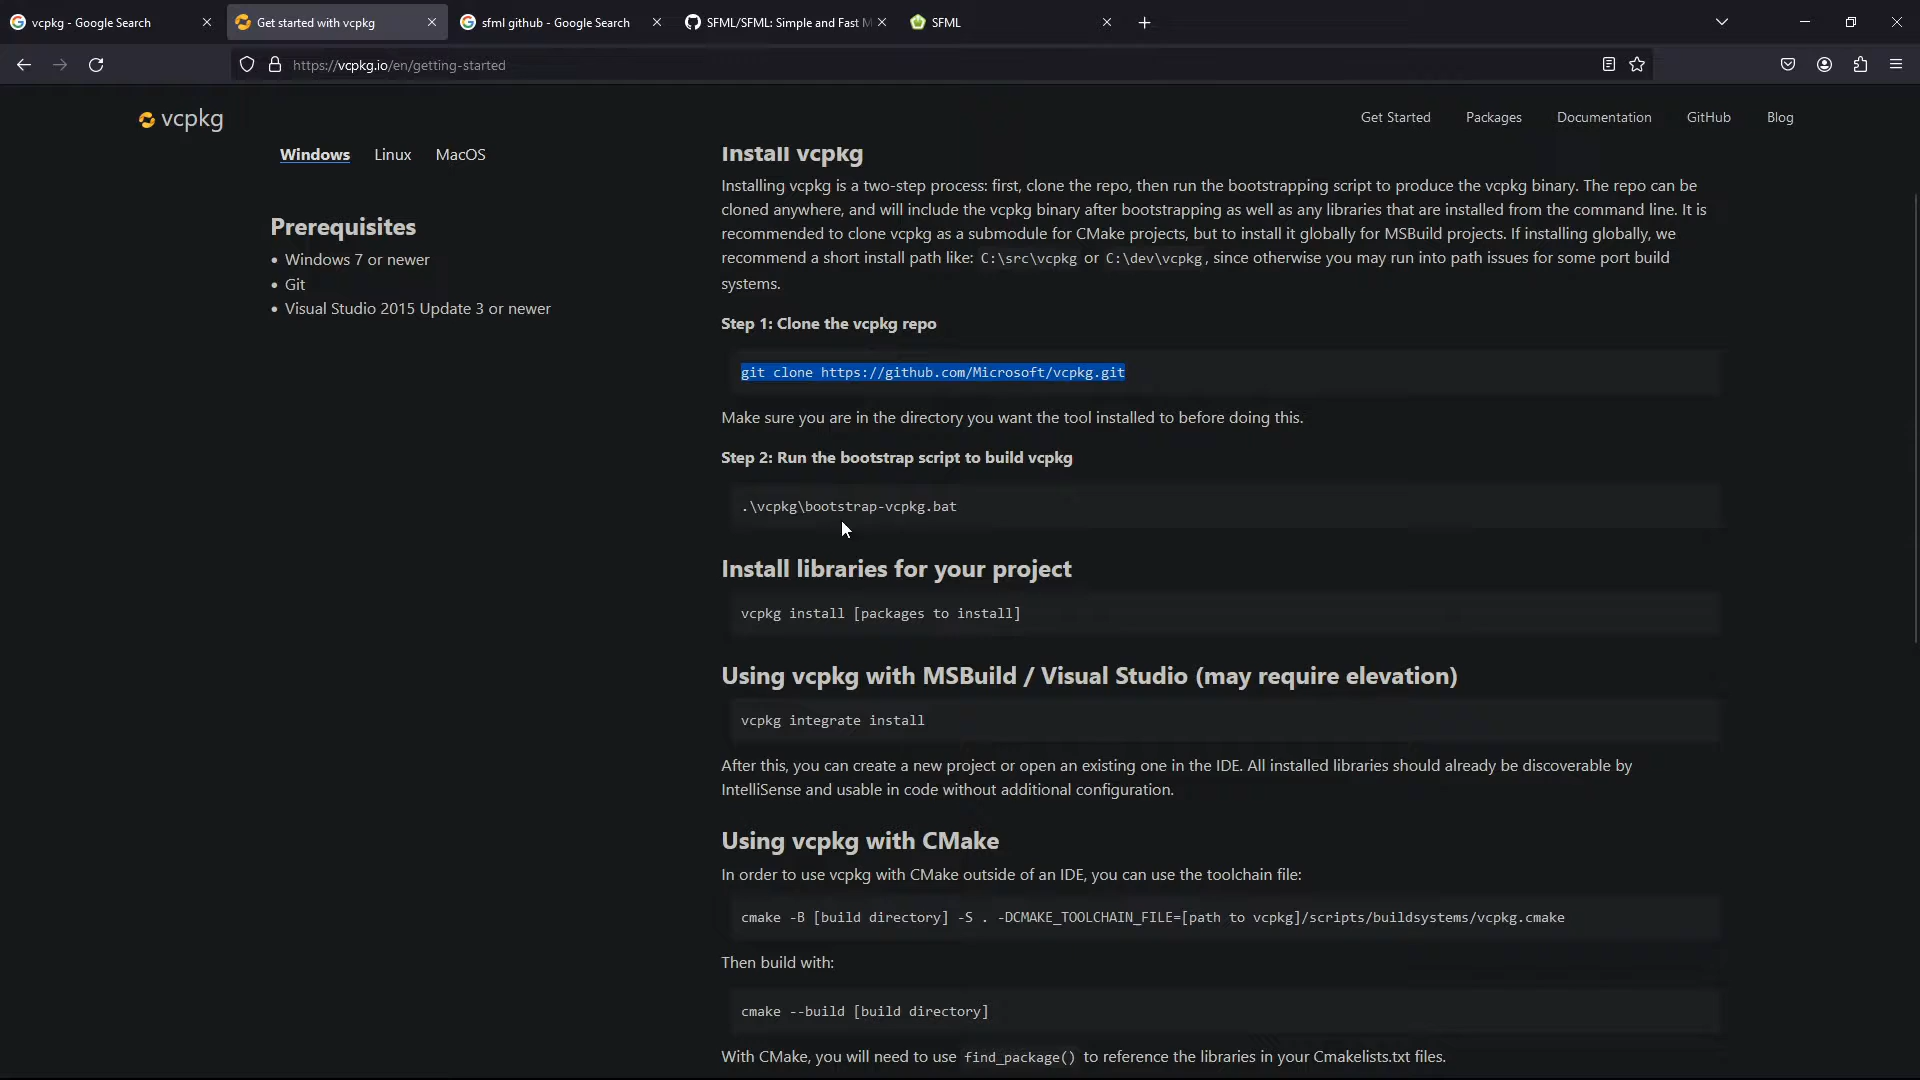 vcpkg - Google Search
Get started with vcpkg
sfml github - Google Search
SFML/SFML: Simple and Fast M
SFML
https://vcpkg.io/en/getting-started
vcpkg
Get Started
Packages
Documentation
GitHub
Blog
Windows
Linux
MacOS
Prerequisites
• Windows 7 or newer
• Git
• Visual Studio 2015 Update 3 or newer
Install vcpkg
Installing vcpkg is a two-step process: first, clone the repo, then run the bootstrapping script to produce the vcpkg binary. The repo can be
cloned anywhere, and will include the vcpkg binary after bootstrapping as well as any libraries that are installed from the command line. It is
recommended to clone vcpkg as a submodule for CMake projects, but to install it globally for MSBuild projects. If installing globally, we
recommend a short install path like: C:\src\vcpkg or C:\dev\vcpkg, since otherwise you may run into path issues for some port build
systems.
Step 1: Clone the vcpkg repo
git clone https://github.com/Microsoft/vcpkg.git
Make sure you are in the directory you want the tool installed to before doing this.
Step 2: Run the bootstrap script to build vcpkg
.\vcpkg\bootstrap-vcpkg.bat
Install libraries for your project
vcpkg install [packages to install]
Using vcpkg with MSBuild / Visual Studio (may require elevation)
vcpkg integrate install
After this, you can create a new project or open an existing one in the IDE. All installed libraries should already be discoverable by
IntelliSense and usable in code without additional configuration.
Using vcpkg with CMake
In order to use vcpkg with CMake outside of an IDE, you can use the toolchain file:
cmake -B [build directory] -S . -DCMAKE_TOOLCHAIN_FILE=[path to vcpkg]/scripts/buildsystems/vcpkg.cmake
Then build with:
cmake --build [build directory]
With CMake, you will need to use find_package() to reference the libraries in your Cmakelists.txt files.